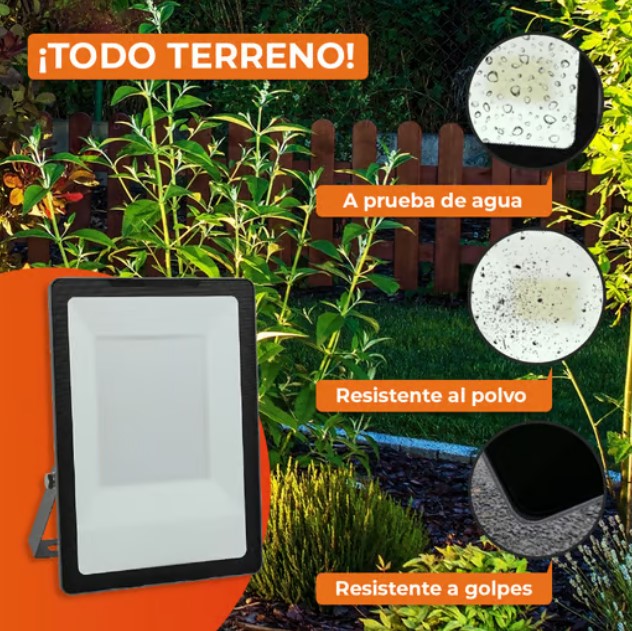 ¡TODO TERRENO!
A prueba de agua
Resistente al polvo
Resistente a golpes